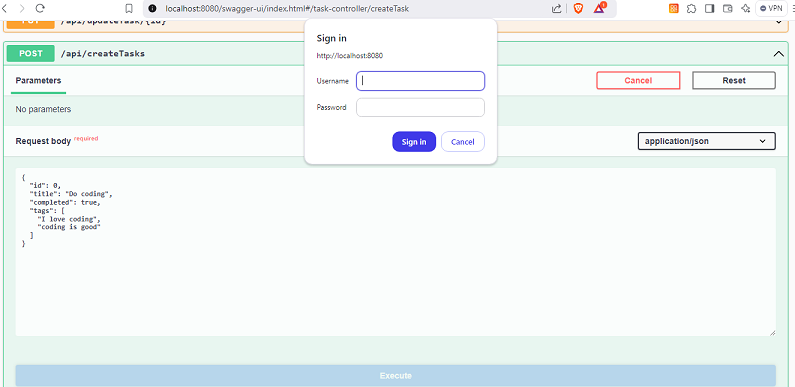 localhost:8080/swagger-ui/index.html#/task-controller/createTask
VPN
PUT /api/updateTask/{id}
POST /api/createTasks
Sign in
http://localhost:8080
Username
Password
Sign in Cancel
Parameters
Cancel Reset
No parameters
Request body required
application/json
{
  "id": 0,
  "title": "Do coding",
  "completed": true,
  "tags": [
    "I love coding",
    "coding is good"
  ]
}
Execute